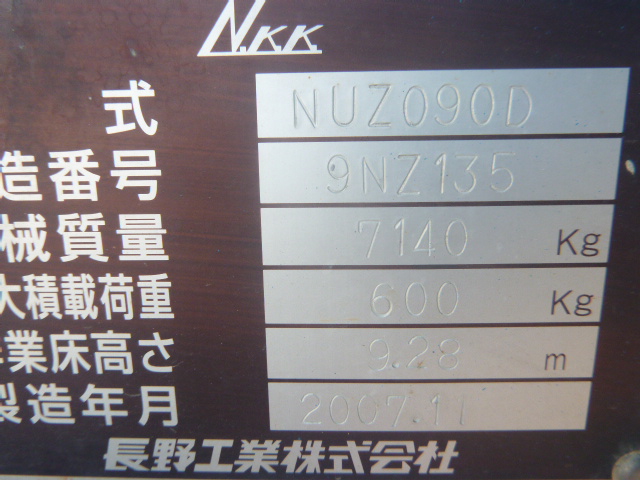 N.K.K.
式 NUZ090D
造番号 9NZ135
械質量 7140 Kg
大積載荷重 600 Kg
業床高さ 9.28 m
製造年月 2007.11
長野工業株式会社